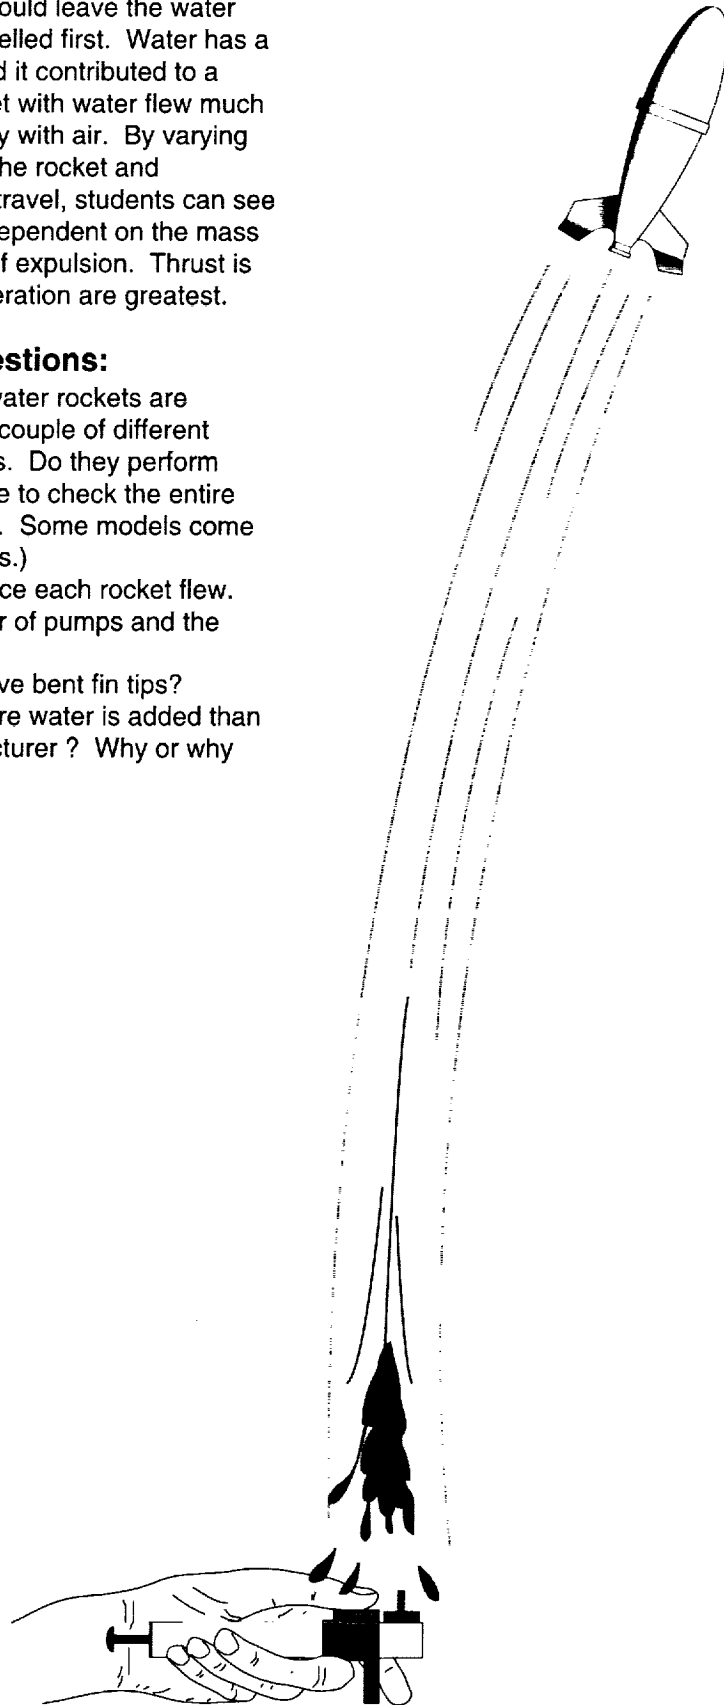 ould leave the water
elled first. Water has a
d it contributed to a
t with water flew much
y with air. By varying
he rocket and
travel, students can see
ependent on the mass
f expulsion. Thrust is
eration are greatest.
estions:
vater rockets are
couple of different
s. Do they perform
e to check the entire
. Some models come
s.)
ce each rocket flew.
r of pumps and the
ve bent fin tips?
re water is added than
cturer ? Why or why